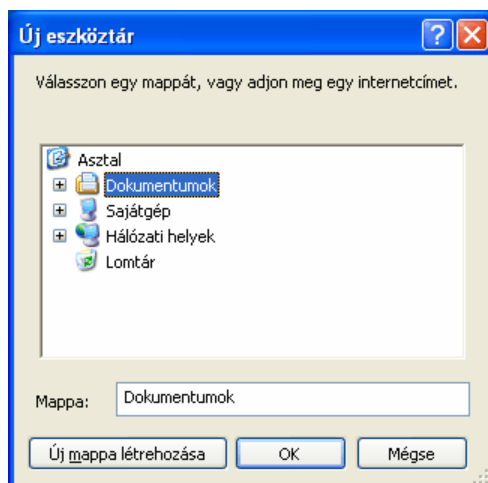 Új eszköztár
Válasszon egy mappát, vagy adjon meg egy internetcímet.
Asztal
Dokumentumok
Sajátgép
Hálózati helyek
Lomtár
Mappa: Dokumentumok
Új mappa létrehozása OK Mégse